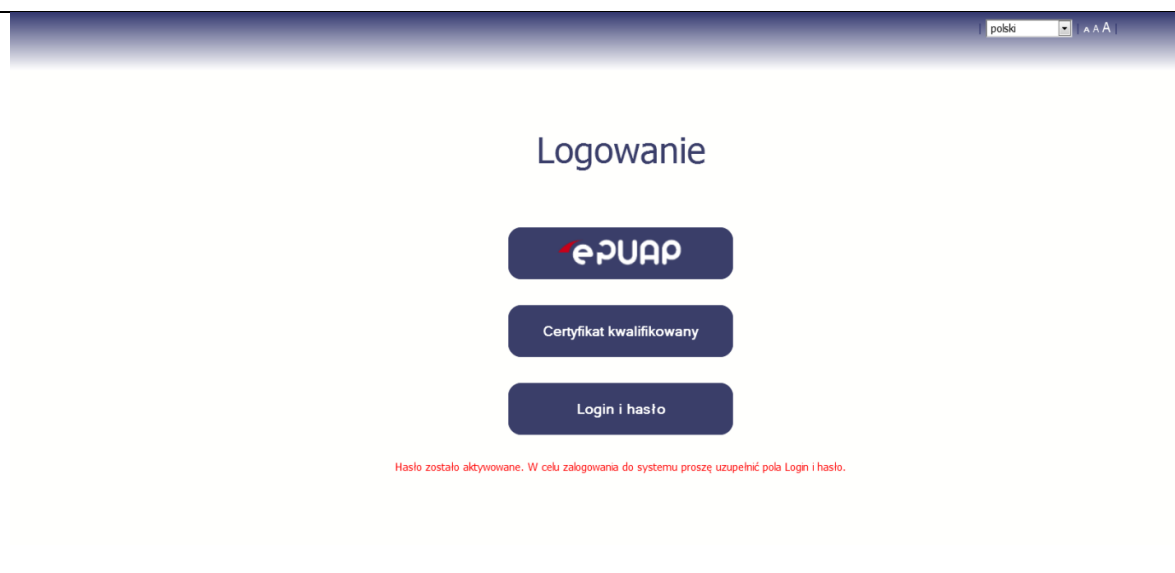 polski
A A A
Logowanie
ePUAP
Certyfikat kwalifikowany
Login i hasło
Hasło zostało aktywowane. W celu zalogowania do systemu proszę uzupełnić pola Login i hasło.